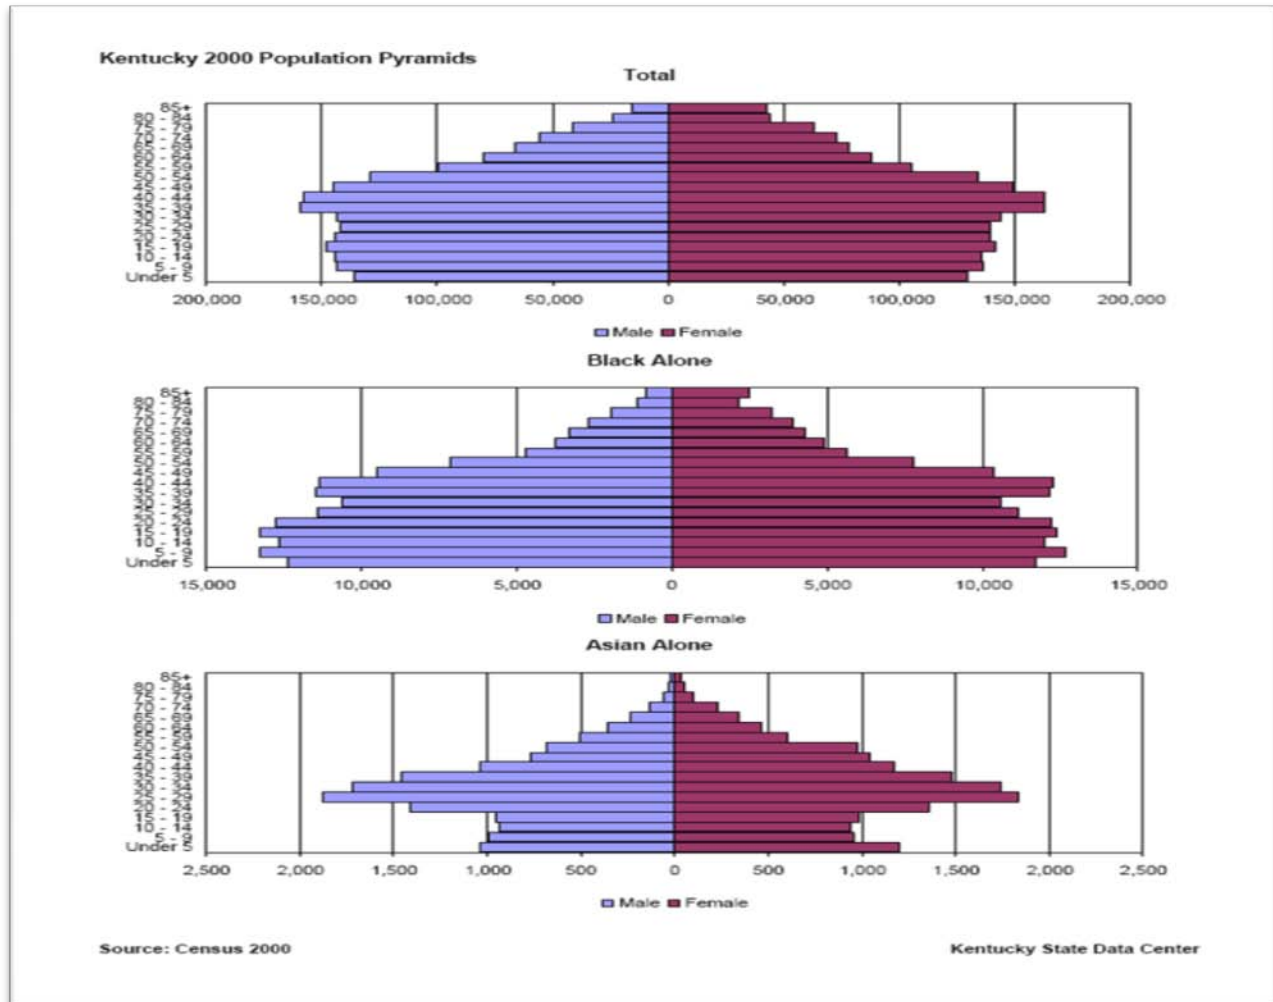 Kentucky 2000 Population Pyramids
Total
85+
80 - 84
75 - 79
70 - 74
65 - 69
60 - 64
55 - 59
50 - 54
45 - 49
40 - 44
35 - 39
30 - 34
25 - 29
20 - 24
15 - 19
10 - 14
5 - 9
Under 5
200,000 150,000 100,000 50,000 0 50,000 100,000 150,000 200,000
Male Female
Black Alone
85+
80 - 84
75 - 79
70 - 74
65 - 69
60 - 64
55 - 59
50 - 54
45 - 49
40 - 44
35 - 39
30 - 34
25 - 29
20 - 24
15 - 19
10 - 14
5 - 9
Under 5
15,000 10,000 5,000 0 5,000 10,000 15,000
Male Female
Asian Alone
85+
80 - 84
75 - 79
70 - 74
65 - 69
60 - 64
55 - 59
50 - 54
45 - 49
40 - 44
35 - 39
30 - 34
25 - 29
20 - 24
15 - 19
10 - 14
5 - 9
Under 5
2,500 2,000 1,500 1,000 500 0 500 1,000 1,500 2,000 2,500
Male Female
Source: Census 2000 Kentucky State Data Center